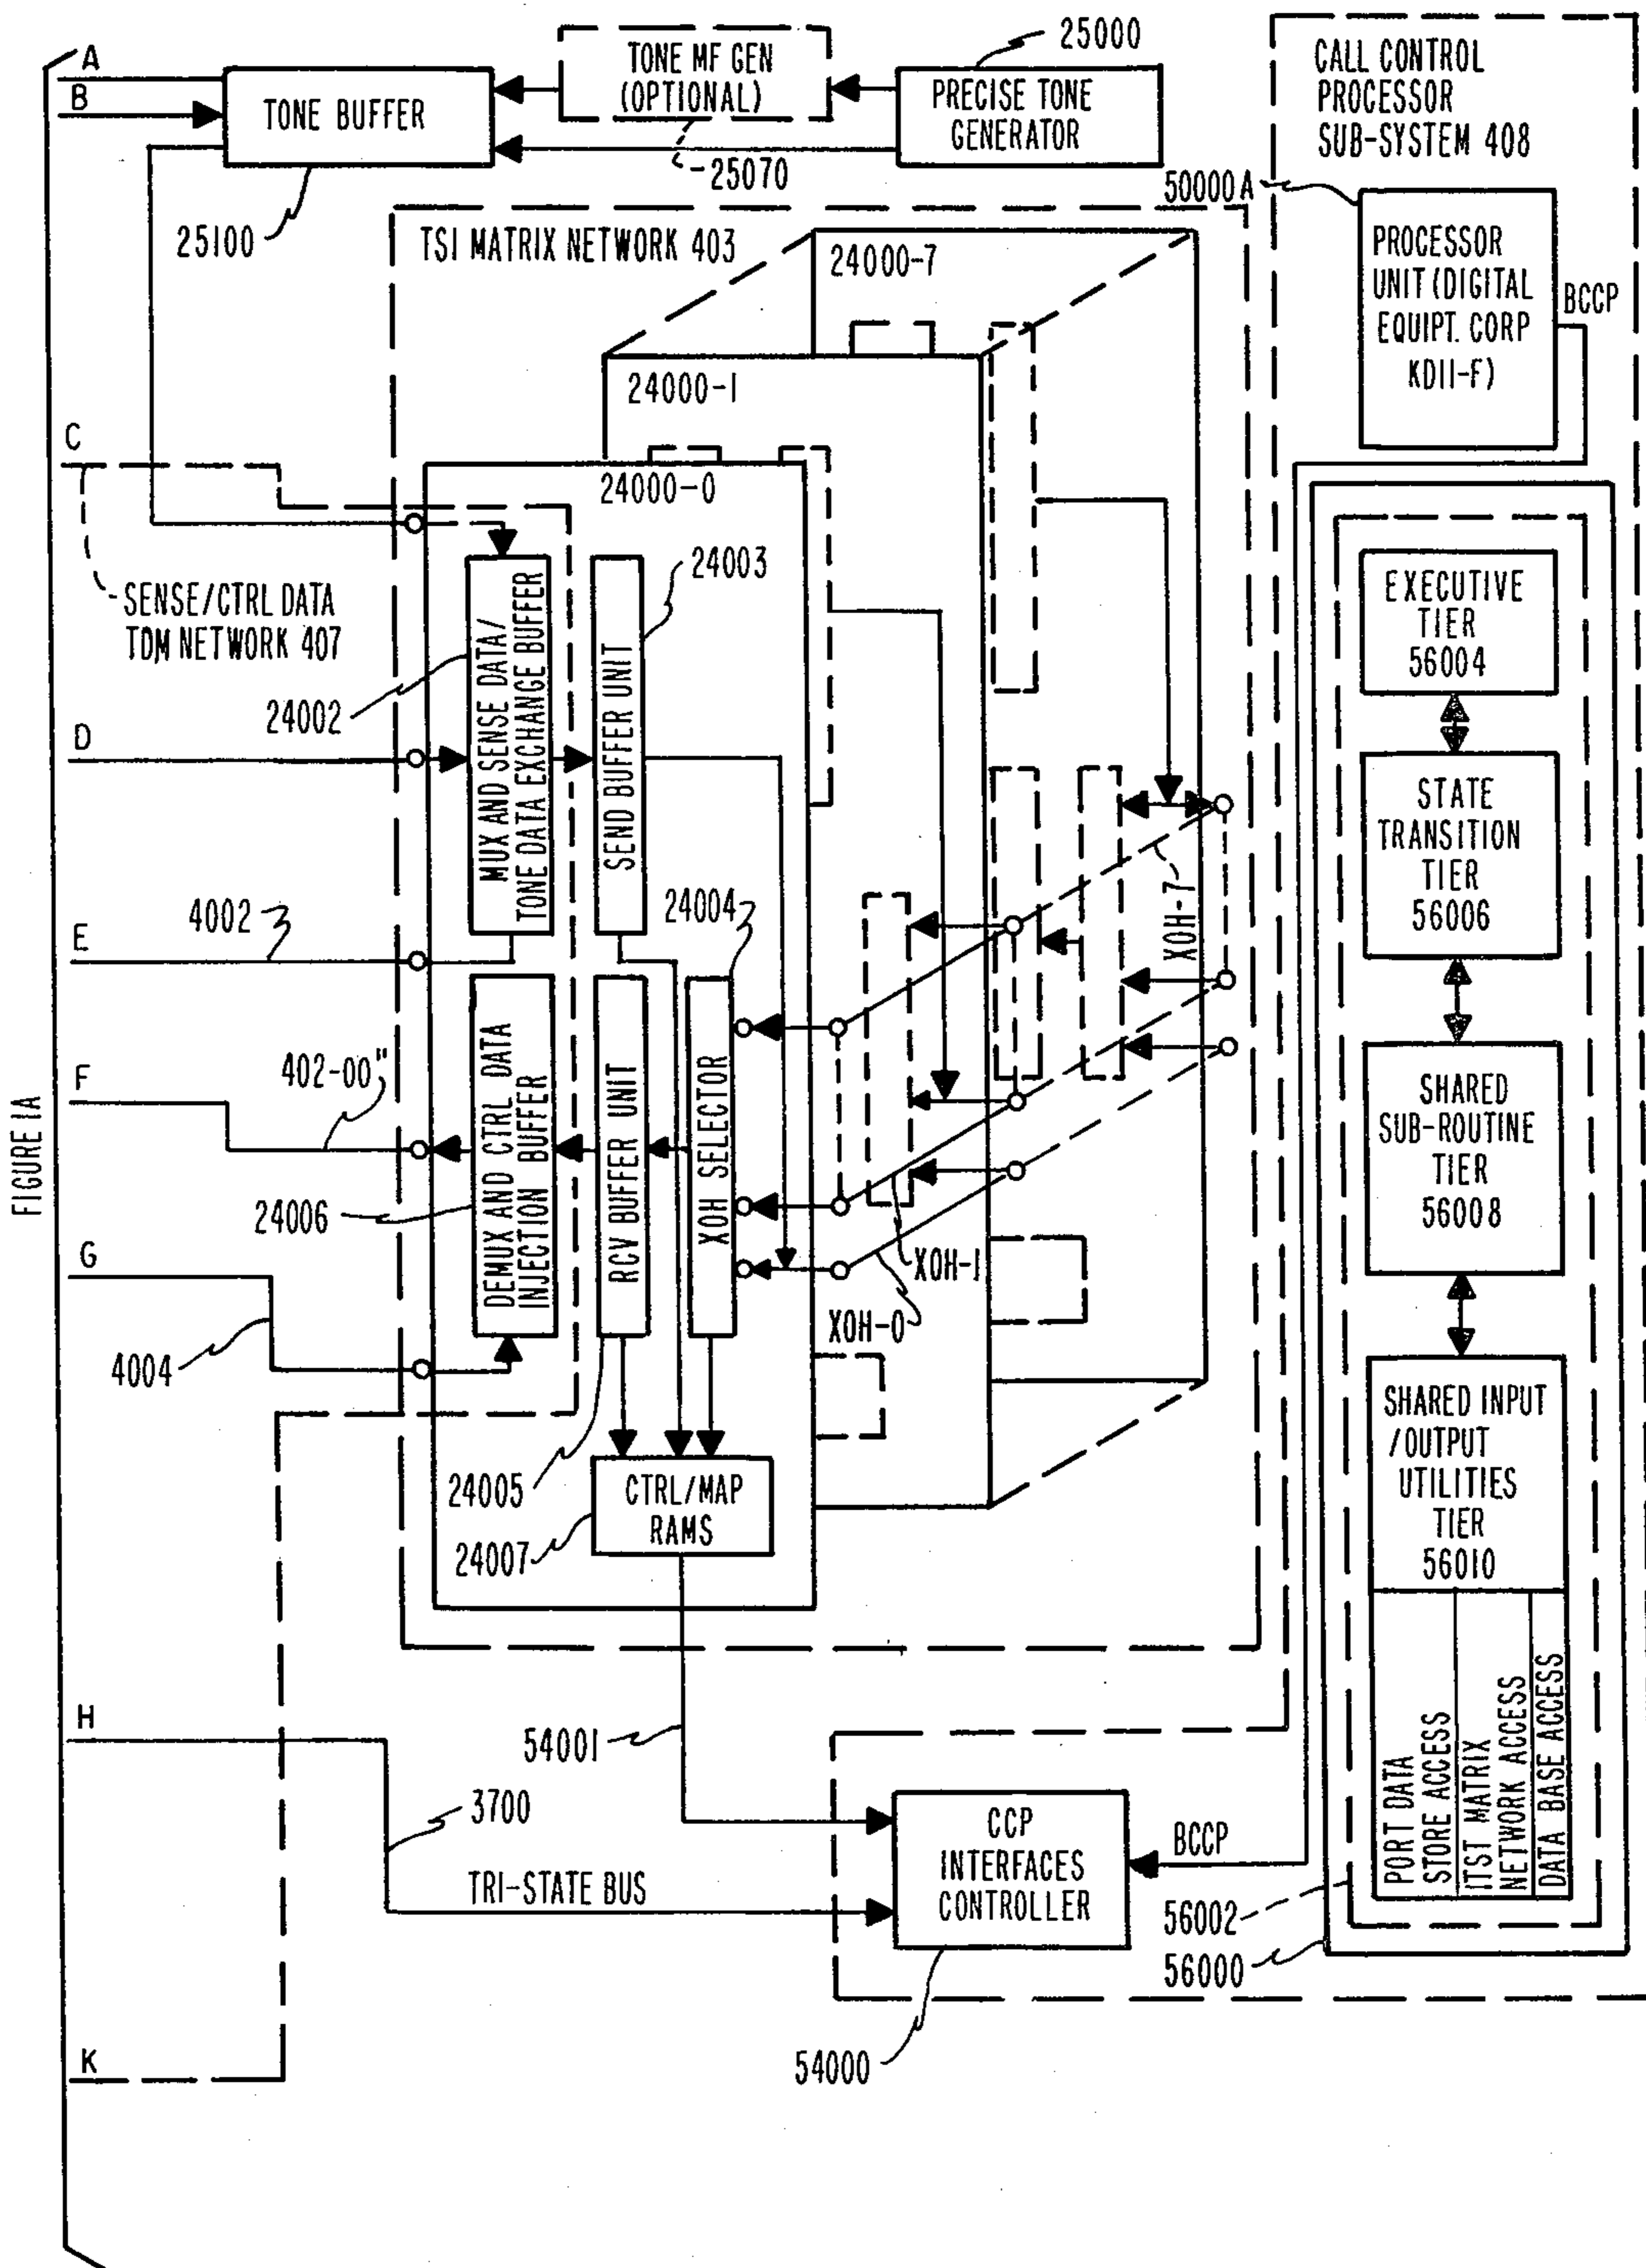 A
B
TONE BUFFER
TONE MF GEN
(OPTIONAL)
25000
PRECISE TONE
GENERATOR
25070
25100
CALL CONTROL
PROCESSOR
SUB-SYSTEM 408
50000A
PROCESSOR
UNIT (DIGITAL
EQUIPT. CORP
KD11-F)
BCCP
TSI MATRIX NETWORK 403
24000-7
24000-1
24000-0
C
SENSE/CTRL DATA
TDM NETWORK 407
24002
24003
MUX AND SENSE DATA/
TONE DATA EXCHANGE BUFFER
SEND BUFFER UNIT
D
E
4002
24004
XOH-7
F
402-00"
FIGURE 1A
24006
DEMUX AND CTRL DATA
INJECTION BUFFER
RCV BUFFER UNIT
XOH SELECTOR
XOH-1
XOH-0
G
4004
24005
24007
CTRL/MAP
RAMS
EXECUTIVE
TIER
56004
STATE
TRANSITION
TIER
56006
SHARED
SUB-ROUTINE
TIER
56008
SHARED INPUT
/OUTPUT
UTILITIES
TIER
56010
PORT DATA
STORE ACCESS
ITST MATRIX
NETWORK ACCESS
DATA BASE ACCESS
H
54001
3700
TRI-STATE BUS
CCP
INTERFACES
CONTROLLER
BCCP
56002
56000
54000
K